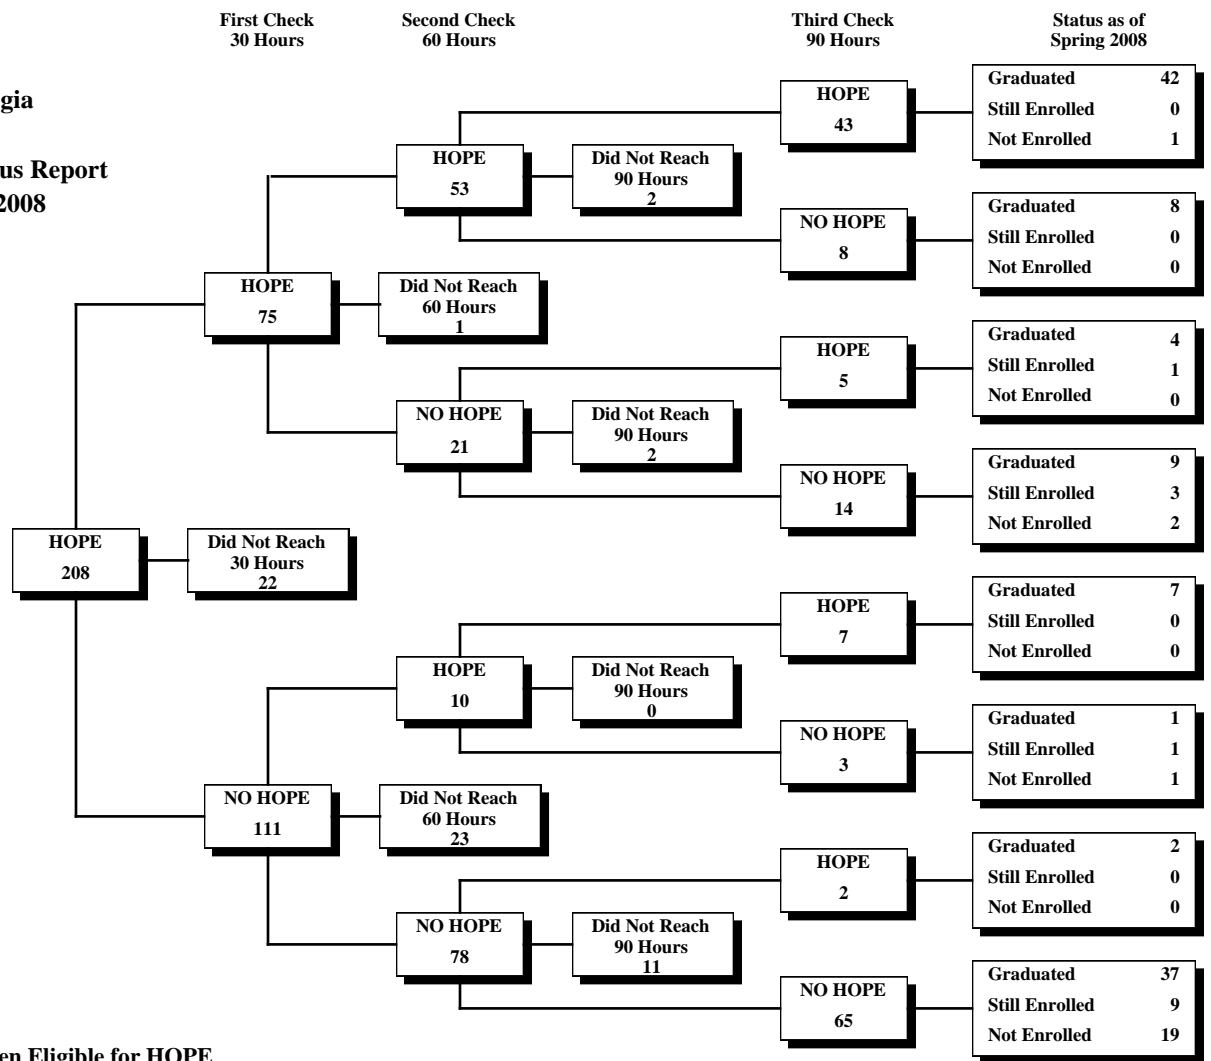 First Check
30 Hours
Second Check
60 Hours
Third Check
90 Hours
Status as of
Spring 2008
gia
us Report
2008
HOPE
208
Did Not Reach
30 Hours
22
HOPE
75
Did Not Reach
60 Hours
1
NO HOPE
111
Did Not Reach
60 Hours
23
HOPE
53
Did Not Reach
90 Hours
2
NO HOPE
21
Did Not Reach
90 Hours
2
HOPE
10
Did Not Reach
90 Hours
0
NO HOPE
78
Did Not Reach
90 Hours
11
HOPE
43
Graduated 42
Still Enrolled 0
Not Enrolled 1
NO HOPE
8
Graduated 8
Still Enrolled 0
Not Enrolled 0
HOPE
5
Graduated 4
Still Enrolled 1
Not Enrolled 0
NO HOPE
14
Graduated 9
Still Enrolled 3
Not Enrolled 2
HOPE
7
Graduated 7
Still Enrolled 0
Not Enrolled 0
NO HOPE
3
Graduated 1
Still Enrolled 1
Not Enrolled 1
HOPE
2
Graduated 2
Still Enrolled 0
Not Enrolled 0
NO HOPE
65
Graduated 37
Still Enrolled 9
Not Enrolled 19
en Eligible for HOPE